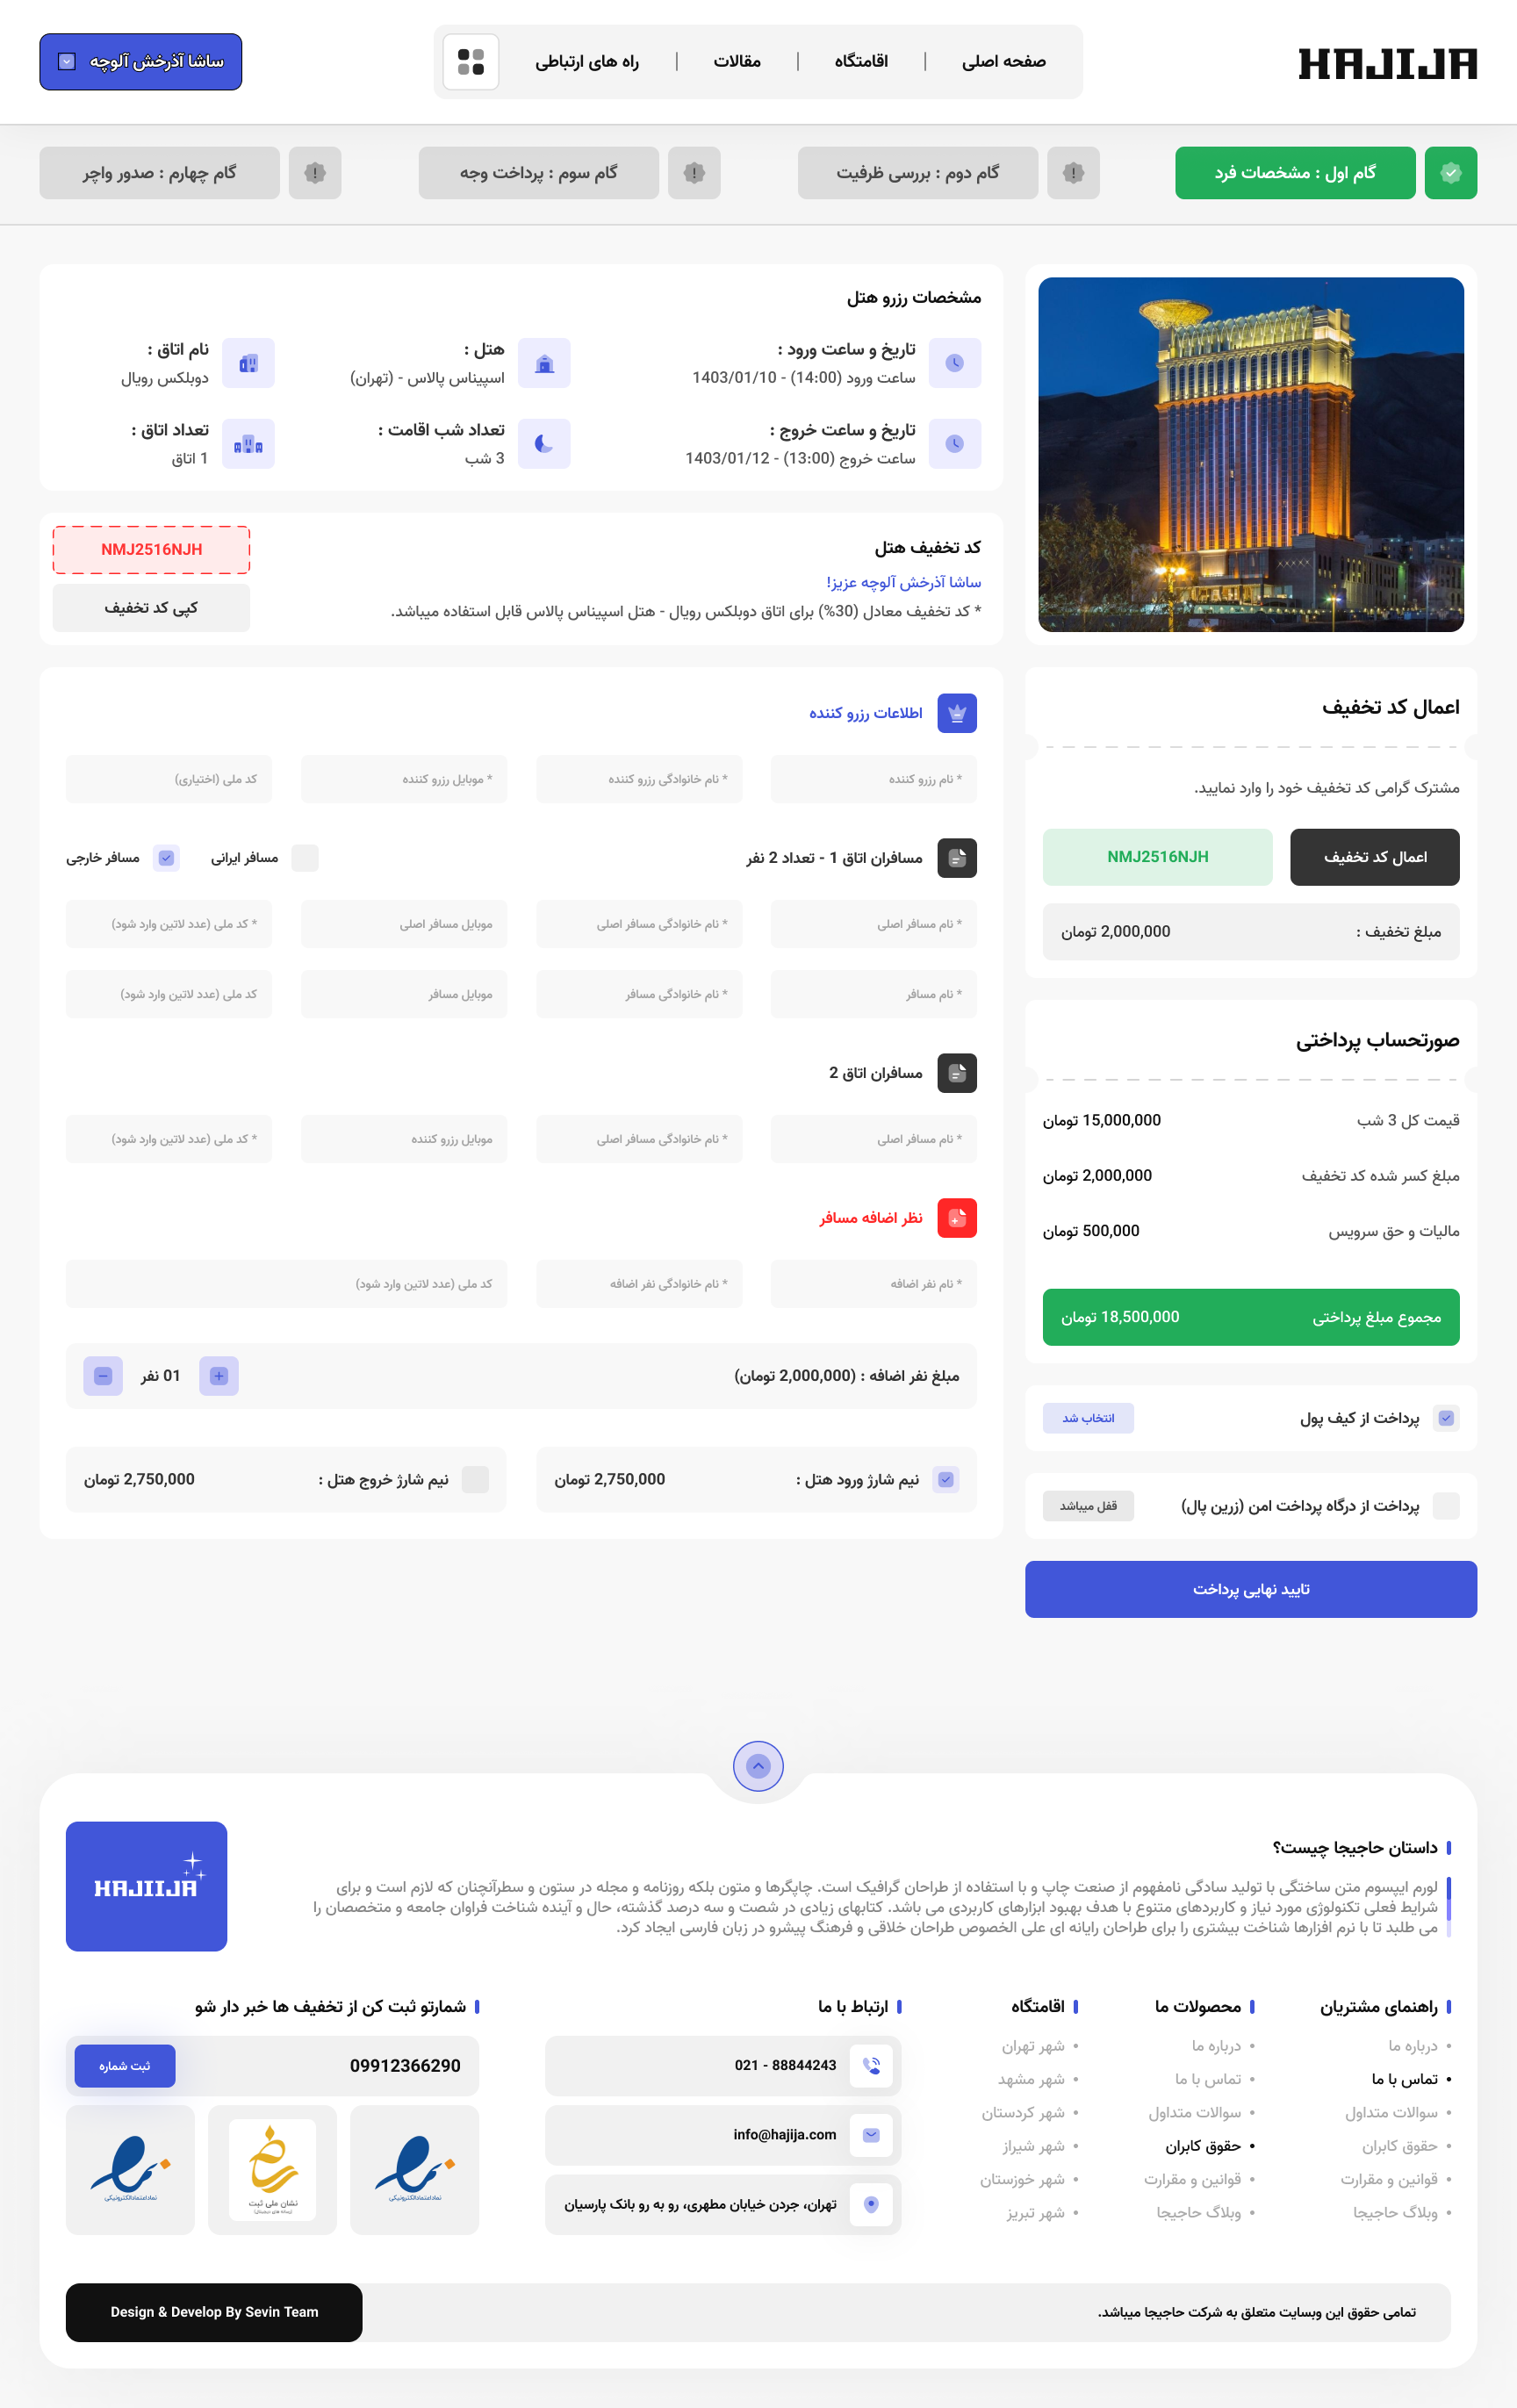 HAJIJA
صفحه اصلی
اقامتگاه
مقالات
راه های ارتباطی
ساشا آذرخش آلوچه
گام اول : مشخصات فرد
گام دوم : بررسی ظرفیت
گام سوم : پرداخت وجه
گام چهارم : صدور واچر
مشخصات رزرو هتل
تاریخ و ساعت ورود :
ساعت ورود (14:00) - 1403/01/10
هتل :
اسپیناس پالاس - (تهران)
نام اتاق :
دوبلکس رویال
تاریخ و ساعت خروج :
ساعت خروج (13:00) - 1403/01/12
تعداد شب اقامت :
3 شب
تعداد اتاق :
1 اتاق
کد تخفیف هتل
ساشا آذرخش آلوچه عزیز!
* کد تخفیف معادل (30%) برای اتاق دوبلکس رویال - هتل اسپیناس پالاس قابل استفاده میباشد.
NMJ2516NJH
کپی کد تخفیف
اعمال کد تخفیف
مشترک گرامی کد تخفیف خود را وارد نمایید.
اعمال کد تخفیف
NMJ2516NJH
مبلغ تخفیف :
2,000,000 تومان
صورتحساب پرداختی
قیمت کل 3 شب
15,000,000 تومان
مبلغ کسر شده کد تخفیف
2,000,000 تومان
مالیات و حق سرویس
500,000 تومان
مجموع مبلغ پرداختی
18,500,000 تومان
پرداخت از کیف پول
انتخاب شد
پرداخت از درگاه پرداخت امن (زرین پال)
قفل میباشد
تایید نهایی پرداخت
اطلاعات رزرو کننده
* نام رزرو کننده
* نام خانوادگی رزرو کننده
* موبایل رزرو کننده
کد ملی (اختیاری)
مسافران اتاق 1 - تعداد 2 نفر
مسافر ایرانی
مسافر خارجی
* نام مسافر اصلی
* نام خانوادگی مسافر اصلی
موبایل مسافر اصلی
* کد ملی (عدد لاتین وارد شود)
* نام مسافر
* نام خانوادگی مسافر
موبایل مسافر
کد ملی (عدد لاتین وارد شود)
مسافران اتاق 2
* نام مسافر اصلی
* نام خانوادگی مسافر اصلی
موبایل رزرو کننده
* کد ملی (عدد لاتین وارد شود)
نظر اضافه مسافر
* نام نفر اضافه
* نام خانوادگی نفر اضافه
کد ملی (عدد لاتین وارد شود)
مبلغ نفر اضافه : (2,000,000 تومان)
01 نفر
نیم شارژ ورود هتل :
2,750,000 تومان
نیم شارژ خروج هتل :
2,750,000 تومان
داستان حاجیجا چیست؟
لورم ایپسوم متن ساختگی با تولید سادگی نامفهوم از صنعت چاپ و با استفاده از طراحان گرافیک است. چاپگرها و متون بلکه روزنامه و مجله در ستون و سطرآنچنان که لازم است و برای
شرایط فعلی تکنولوژی مورد نیاز و کاربردهای متنوع با هدف بهبود ابزارهای کاربردی می باشد. کتابهای زیادی در شصت و سه درصد گذشته، حال و آینده شناخت فراوان جامعه و متخصصان را
می طلبد تا با نرم افزارها شناخت بیشتری را برای طراحان رایانه ای علی الخصوص طراحان خلاقی و فرهنگ پیشرو در زبان فارسی ایجاد کرد.
HAJIIJA
راهنمای مشتریان
درباره ما
تماس با ما
سوالات متداول
حقوق کابران
قوانین و مقرارت
وبلاگ حاجیجا
محصولات ما
درباره ما
تماس با ما
سوالات متداول
حقوق کابران
قوانین و مقرارت
وبلاگ حاجیجا
اقامتگاه
شهر تهران
شهر مشهد
شهر کردستان
شهر شیراز
شهر خوزستان
شهر تبریز
ارتباط با ما
021 - 88844243
info@hajija.com
تهران، جردن خیابان مطهری، رو به رو بانک پارسیان
شمارتو ثبت کن از تخفیف ها خبر دار شو
09912366290
ثبت شماره
نماداعتمادالکترونیکی
نشان ملی ثبت
نماداعتمادالکترونیکی
تمامی حقوق این وبسایت متعلق به شرکت حاجیجا میباشد.
Design & Develop By Sevin Team